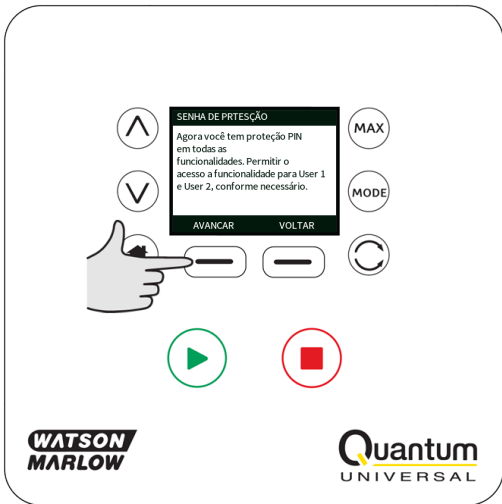 SENHA DE PRTESÇÃO
Agora você tem proteção PIN
em todas as
funcionalidades. Permitir o
acesso a funcionalidade para User 1
e User 2, conforme necessário.
AVANCAR VOLTAR
MAX
MODE
WATSON
MARLOW
Quantum
UNIVERSAL